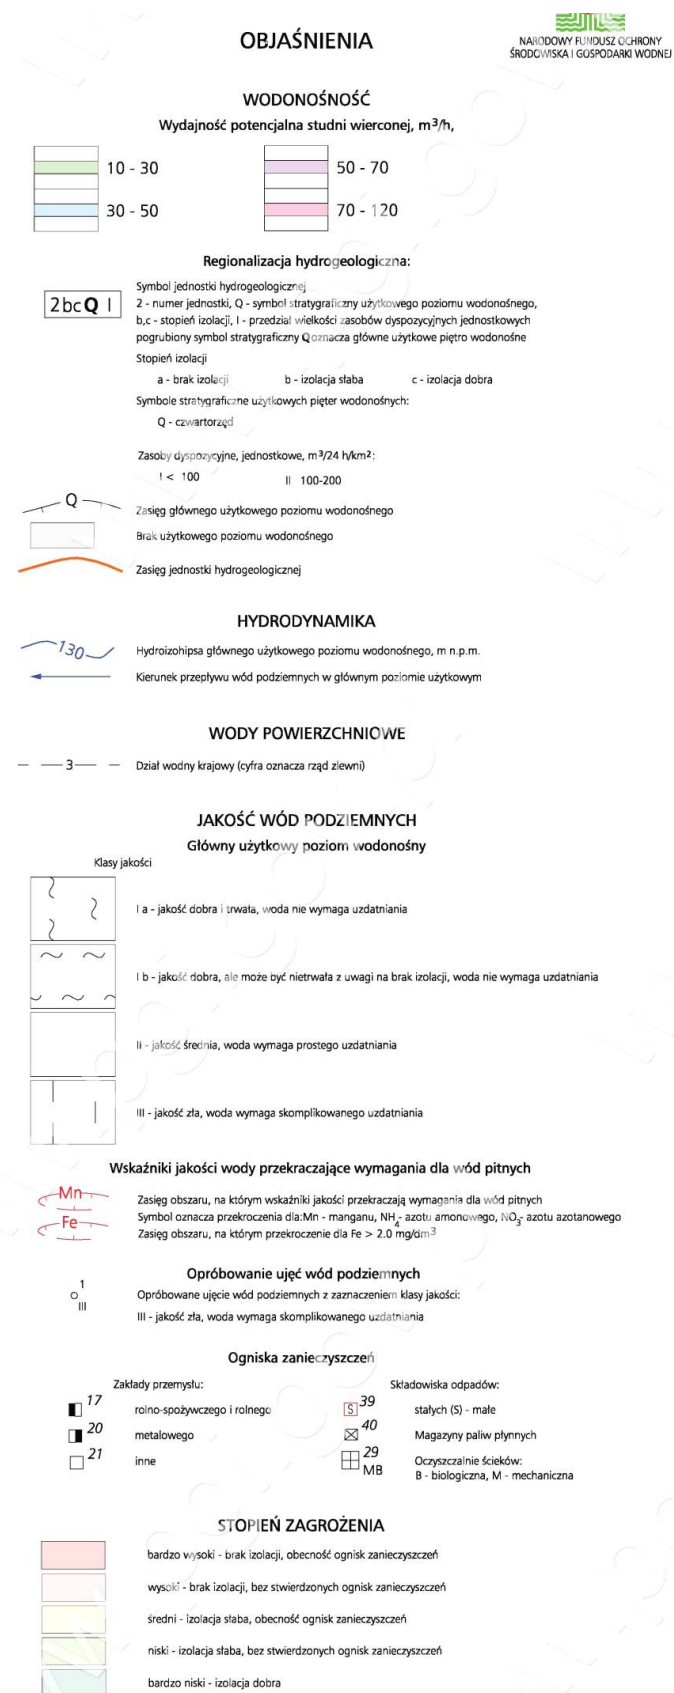 OBJAŚNIENIA
NARODOWY FUNDUSZ OCHRONY
ŚRODOWISKA I GOSPODARKI WODNEJ
WODONOŚNOŚĆ
Wydajność potencjalna studni wierconej, m³/h,
10 - 30
50 - 70
30 - 50
70 - 120
Regionalizacja hydrogeologiczna:
2bcQ I
Symbol jednostki hydrogeologicznej
2 - numer jednostki, Q - symbol stratygraficzny użytkowego poziomu wodonośnego,
b,c - stopień izolacji, I - przedział wielkości zasobów dyspozycyjnych jednostkowych
pogrubiony symbol stratygraficzny Q oznacza główne użytkowe piętro wodonośne
Stopień izolacji
a - brak izolacji b - izolacja słaba c - izolacja dobra
Symbole stratygraficzne użytkowych pięter wodonośnych:
Q - czwartorzęd
Zasoby dyspozycyjne, jednostkowe, m³/24 h/km²:
I < 100 II 100-200
Q
Zasięg głównego użytkowego poziomu wodonośnego
Brak użytkowego poziomu wodonośnego
Zasięg jednostki hydrogeologicznej
HYDRODYNAMIKA
130
Hydroizohipsa głównego użytkowego poziomu wodonośnego, m n.p.m.
Kierunek przepływu wód podziemnych w głównym poziomie użytkowym
WODY POWIERZCHNIOWE
3
Dział wodny krajowy (cyfra oznacza rząd zlewni)
JAKOŚĆ WÓD PODZIEMNYCH
Główny użytkowy poziom wodonośny
Klasy jakości
I a - jakość dobra i trwała, woda nie wymaga uzdatniania
I b - jakość dobra, ale może być nietrwała z uwagi na brak izolacji, woda nie wymaga uzdatniania
II - jakość średnia, woda wymaga prostego uzdatniania
III - jakość zła, woda wymaga skomplikowanego uzdatniania
Wskaźniki jakości wody przekraczające wymagania dla wód pitnych
Mn
Zasięg obszaru, na którym wskaźniki jakości przekraczają wymagania dla wód pitnych
Symbol oznacza przekroczenia dla:Mn - manganu, NH₄- azotu amonowego, NO₃- azotu azotanowego
Fe
Zasięg obszaru, na którym przekroczenie dla Fe > 2.0 mg/dm³
Opróbowanie ujęć wód podziemnych
1
III
Opróbowane ujęcie wód podziemnych z zaznaczeniem klasy jakości:
III - jakość zła, woda wymaga skomplikowanego uzdatniania
Ogniska zanieczyszczeń
Zakłady przemysłu: Składowiska odpadów:
17 rolno-spożywczego i rolnego S 39 stałych (S) - małe
20 metalowego 40 Magazyny paliw płynnych
21 inne 29 MB Oczyszczalnie ścieków:
B - biologiczna, M - mechaniczna
STOPIEŃ ZAGROŻENIA
bardzo wysoki - brak izolacji, obecność ognisk zanieczyszczeń
wysoki - brak izolacji, bez stwierdzonych ognisk zanieczyszczeń
średni - izolacja słaba, obecność ognisk zanieczyszczeń
niski - izolacja słaba, bez stwierdzonych ognisk zanieczyszczeń
bardzo niski - izolacja dobra